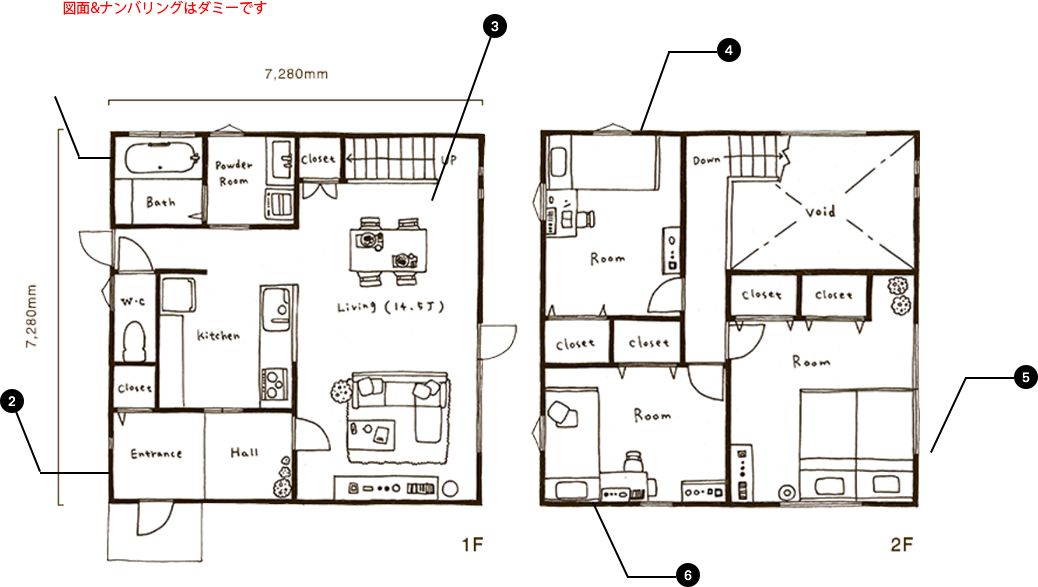 図面&ナンバリングはダミーです
3
4
7,280mm
Powder
Room
Closet
UP
Bath
Down
Void
Room
Living (14.5J)
7,280mm
W・C
Kitchen
Closet
Closet
Closet
Closet
Room
Closet
2
5
Room
Entrance
Hall
1F
2F
6